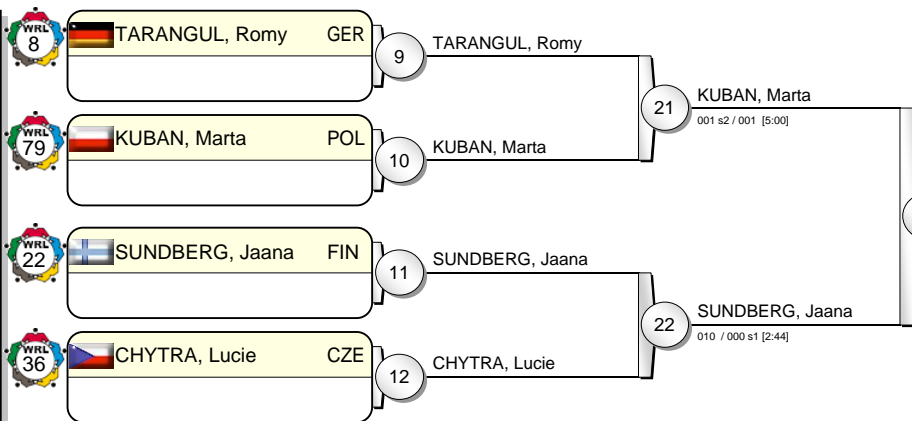 WRL
8
TARANGUL, Romy GER
9
TARANGUL, Romy
WRL
79
KUBAN, Marta POL
10
KUBAN, Marta
21
KUBAN, Marta
001 s2 / 001 [5:00]
WRL
22
SUNDBERG, Jaana FIN
11
SUNDBERG, Jaana
WRL
36
CHYTRA, Lucie CZE
12
CHYTRA, Lucie
22
SUNDBERG, Jaana
010 / 000 s1 [2:44]